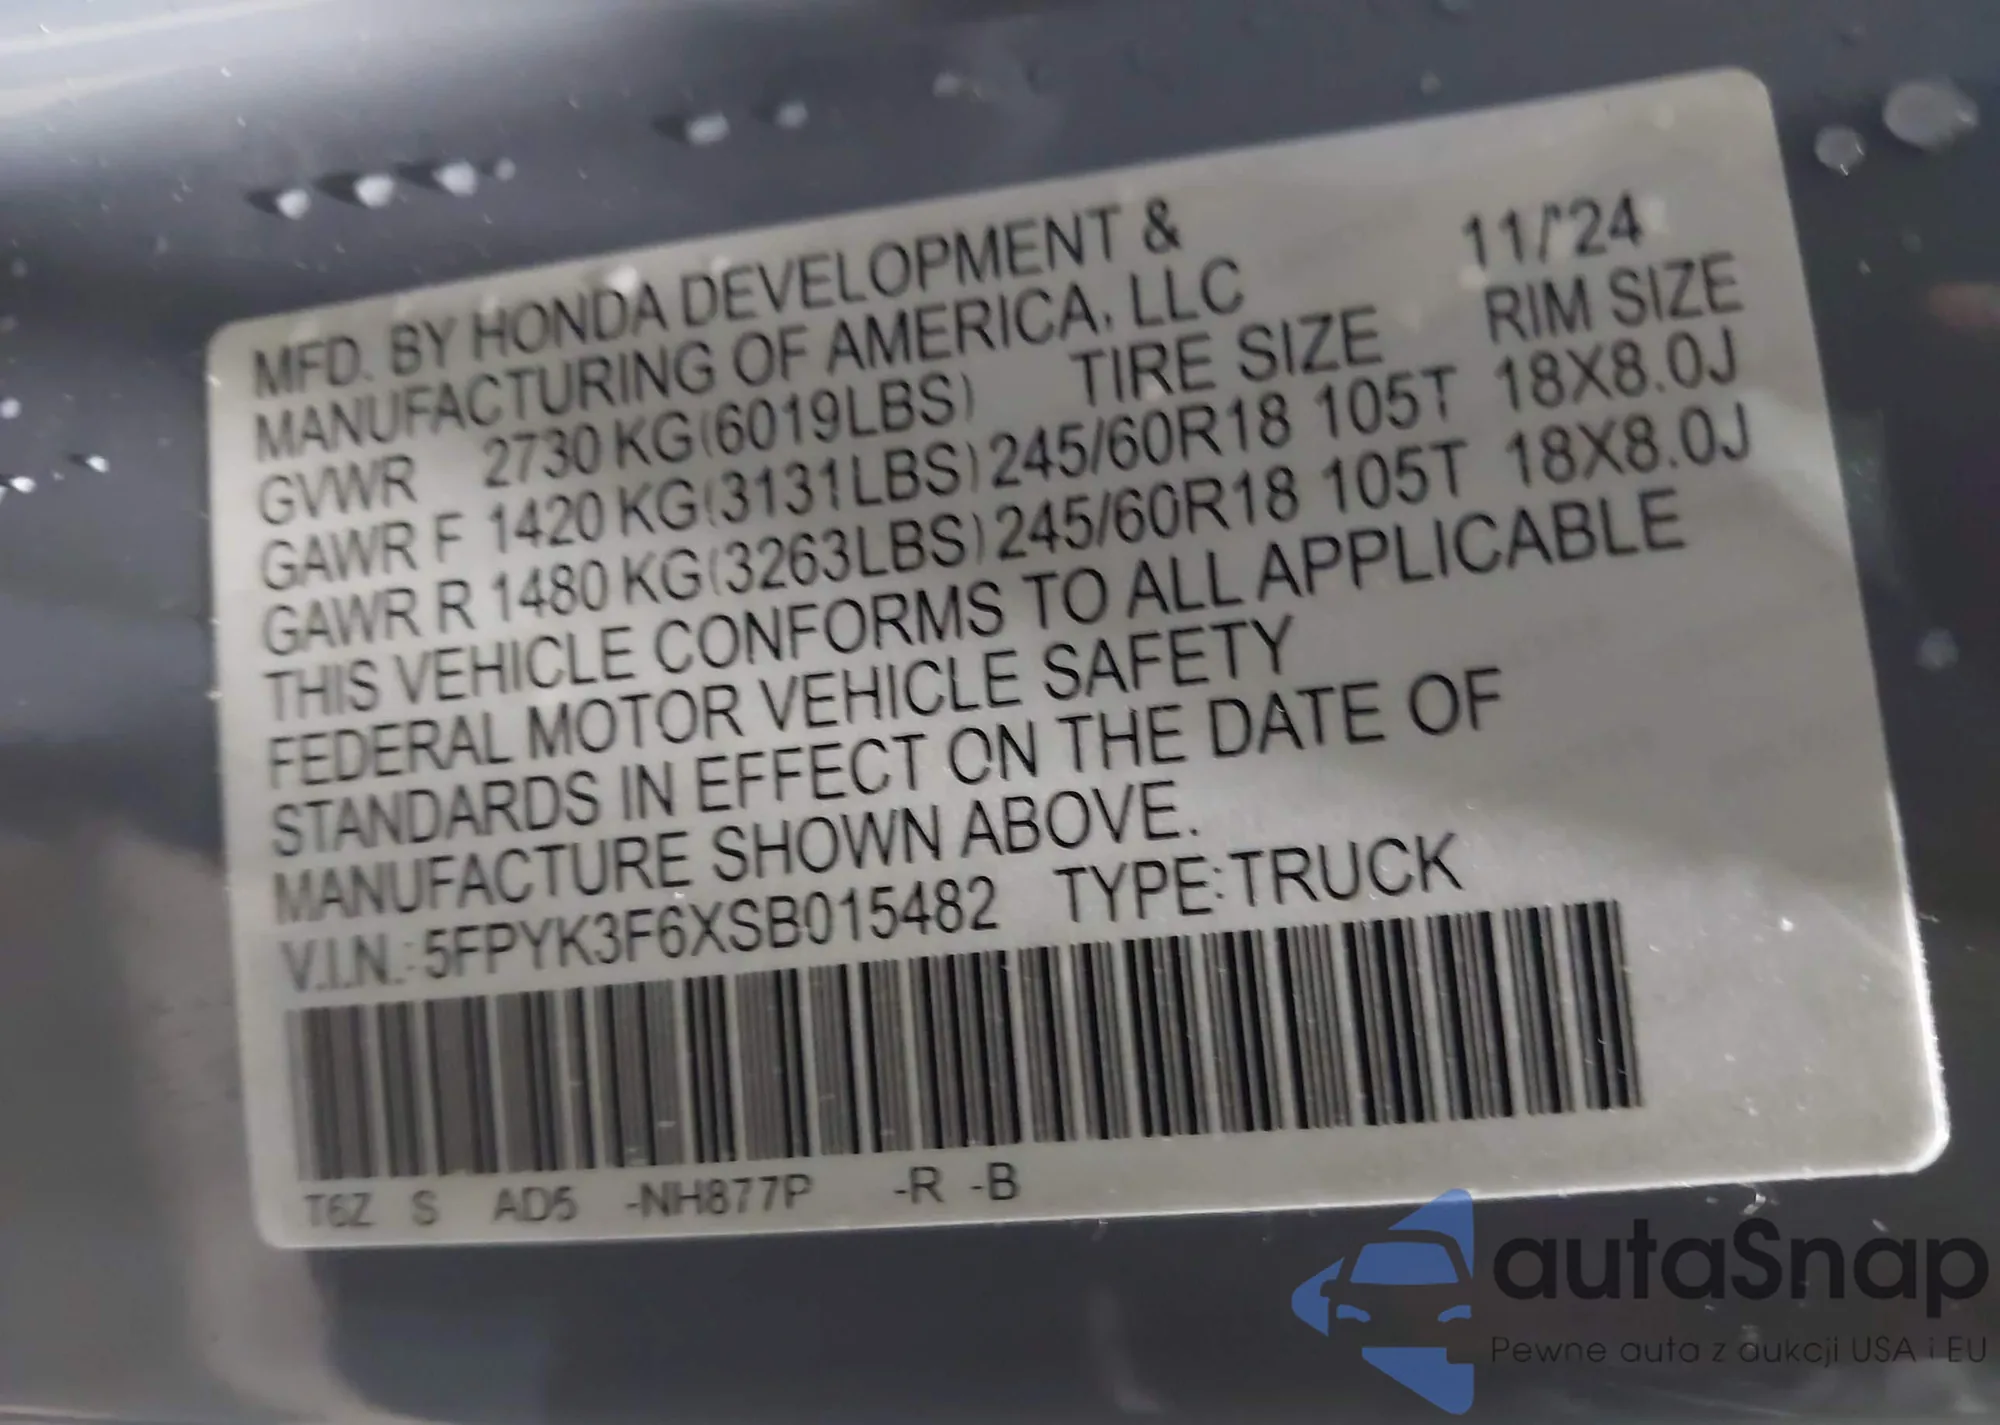 MFD. BY HONDA DEVELOPMENT & 11/'24
MANUFACTURING OF AMERICA, LLC RIM SIZE
GVWR 2730 KG(6019LBS) TIRE SIZE
GAWR F 1420 KG(3131LBS) 245/60R18 105T 18X8.0J
GAWR R 1480 KG(3263LBS) 245/60R18 105T 18X8.0J
THIS VEHICLE CONFORMS TO ALL APPLICABLE
FEDERAL MOTOR VEHICLE SAFETY
STANDARDS IN EFFECT ON THE DATE OF
MANUFACTURE SHOWN ABOVE.
V.I.N.: 5FPYK3F6XSB015482 TYPE:TRUCK
T6Z S AD5 -NH877P -R -B
autaSnap
Pewne auta z aukcji USA i EU